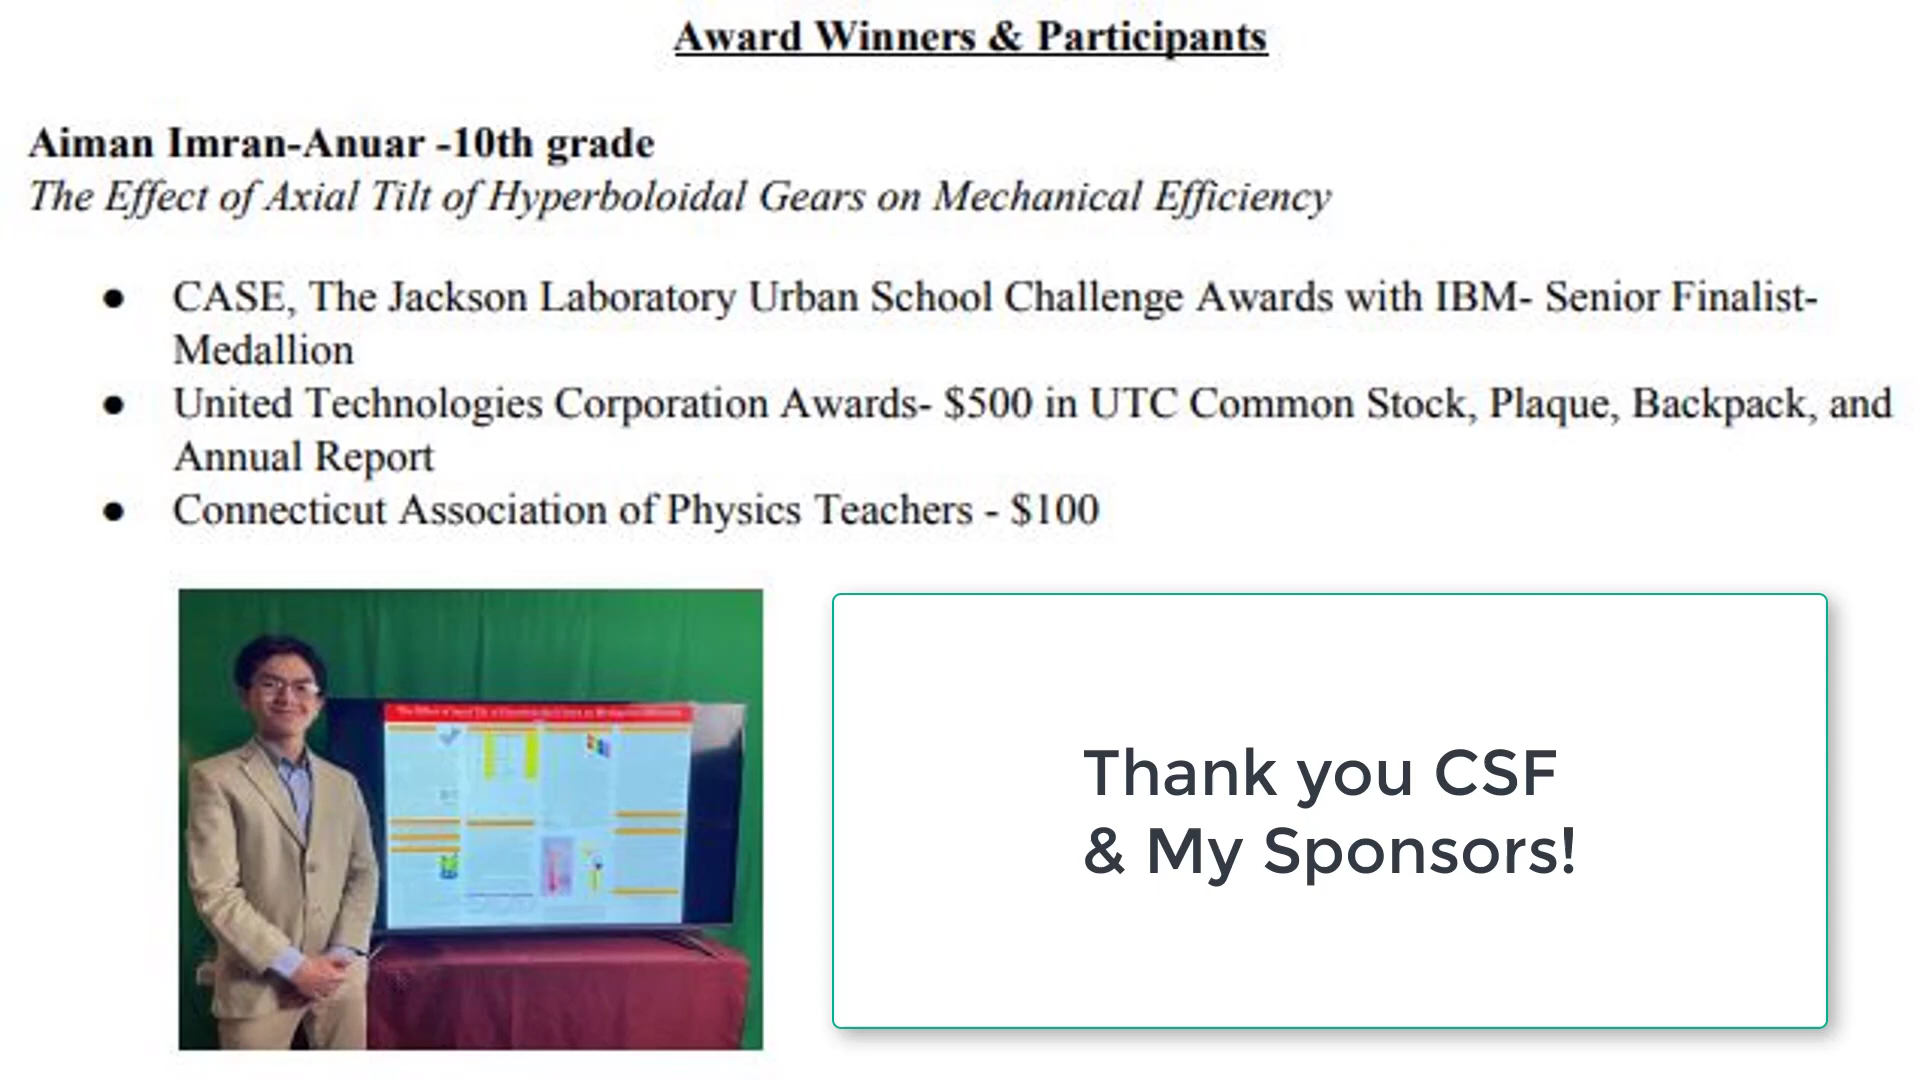 Award Winners & Participants
Aiman Imran-Anuar -10th grade
The Effect of Axial Tilt of Hyperboloidal Gears on Mechanical Efficiency
● CASE, The Jackson Laboratory Urban School Challenge Awards with IBM- Senior Finalist-
Medallion
● United Technologies Corporation Awards- $500 in UTC Common Stock, Plaque, Backpack, and
Annual Report
● Connecticut Association of Physics Teachers - $100
Thank you CSF
& My Sponsors!